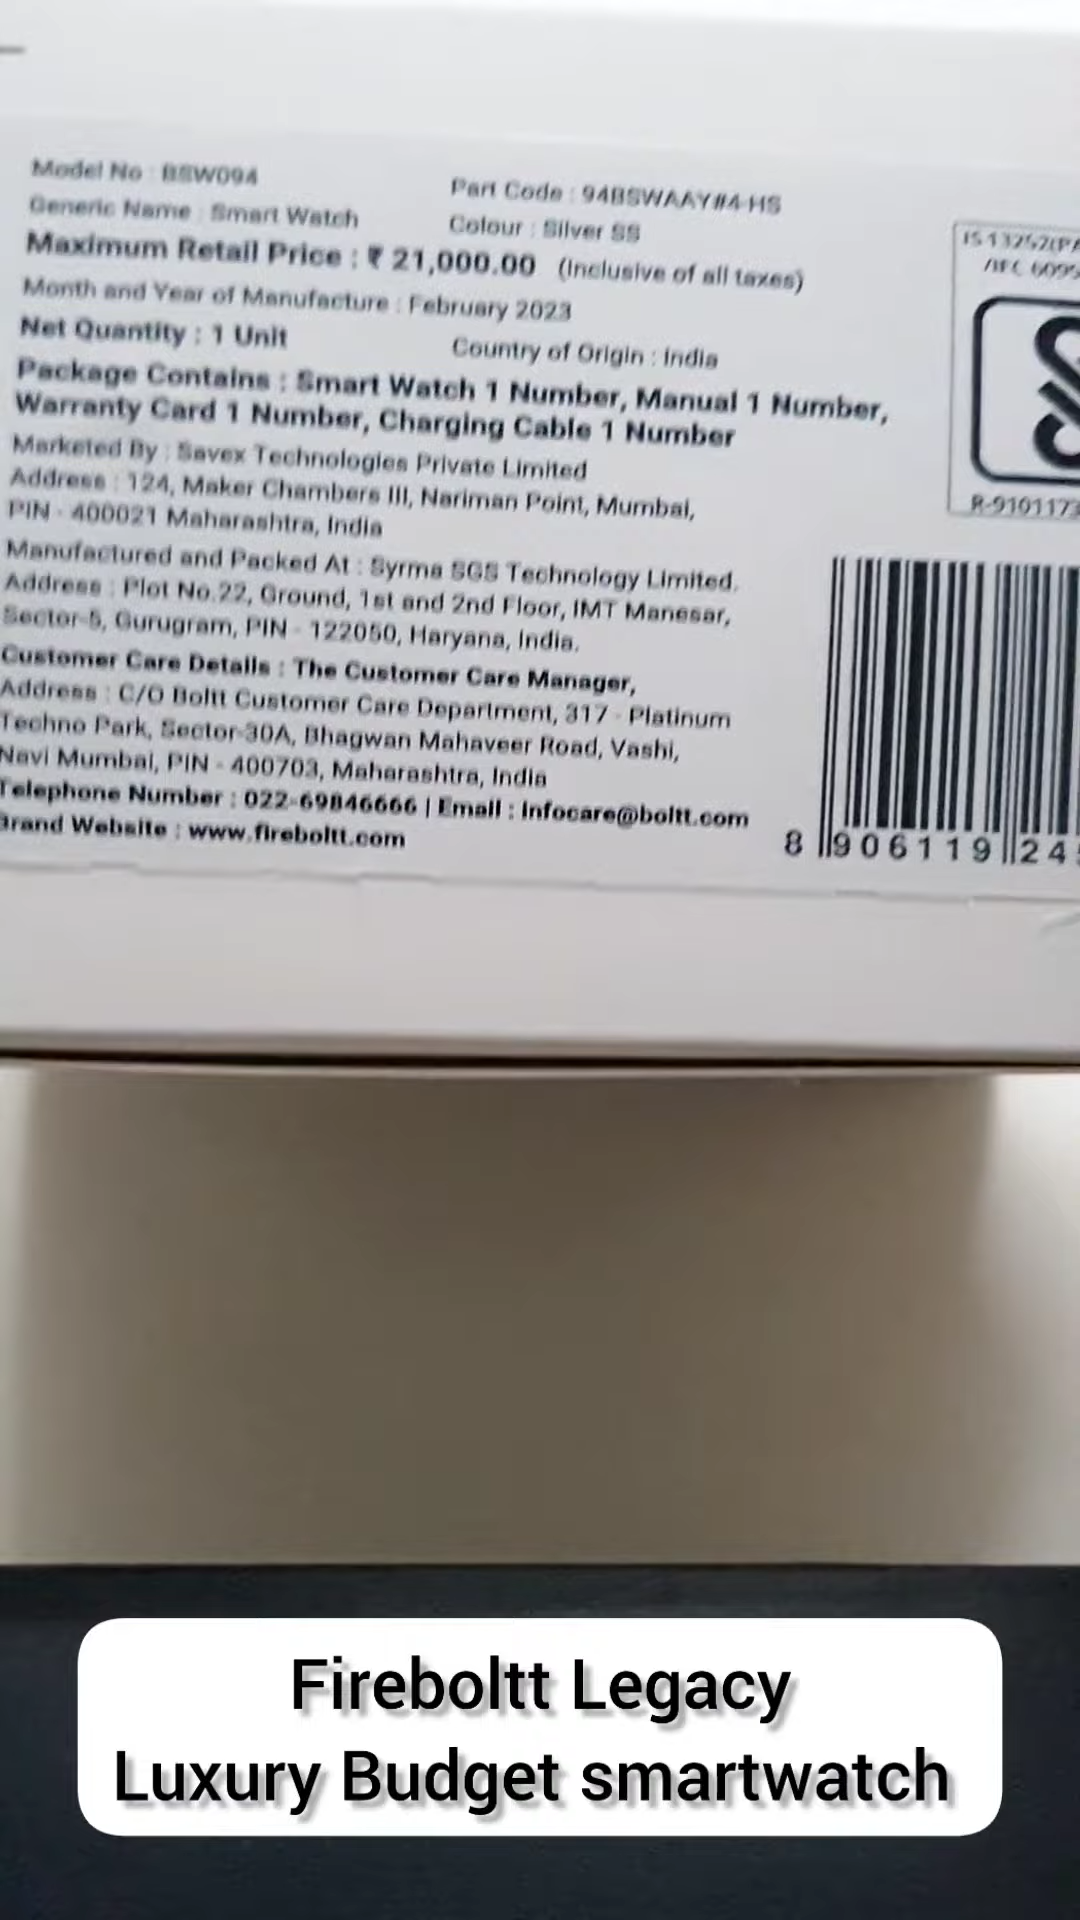 Model No : BSW094
Part Code : 94BSWAAY#4-HS
Generic Name : Smart Watch
Colour : Silver SS
Maximum Retail Price : ₹ 21,000.00 (Inclusive of all taxes)
Month and Year of Manufacture : February 2023
Net Quantity : 1 Unit
Country of Origin : India
Package Contains : Smart Watch 1 Number, Manual 1 Number,
Warranty Card 1 Number, Charging Cable 1 Number
Marketed By : Savex Technologies Private Limited
Address : 124, Maker Chambers III, Nariman Point, Mumbai,
PIN - 400021 Maharashtra, India
Manufactured and Packed At : Syrma SGS Technology Limited.
Address : Plot No.22, Ground, 1st and 2nd Floor, IMT Manesar,
Sector-5, Gurugram, PIN - 122050, Haryana, India.
Customer Care Details : The Customer Care Manager,
Address : C/O Boltt Customer Care Department, 317 - Platinum
Techno Park, Sector-30A, Bhagwan Mahaveer Road, Vashi,
Navi Mumbai, PIN - 400703, Maharashtra, India
Telephone Number : 022-69846666 | Email : infocare@boltt.com
Brand Website : www.fireboltt.com
IS 13252(PA
/IEC 6095
R-9101173
8 906119 24
Fireboltt Legacy
Luxury Budget smartwatch